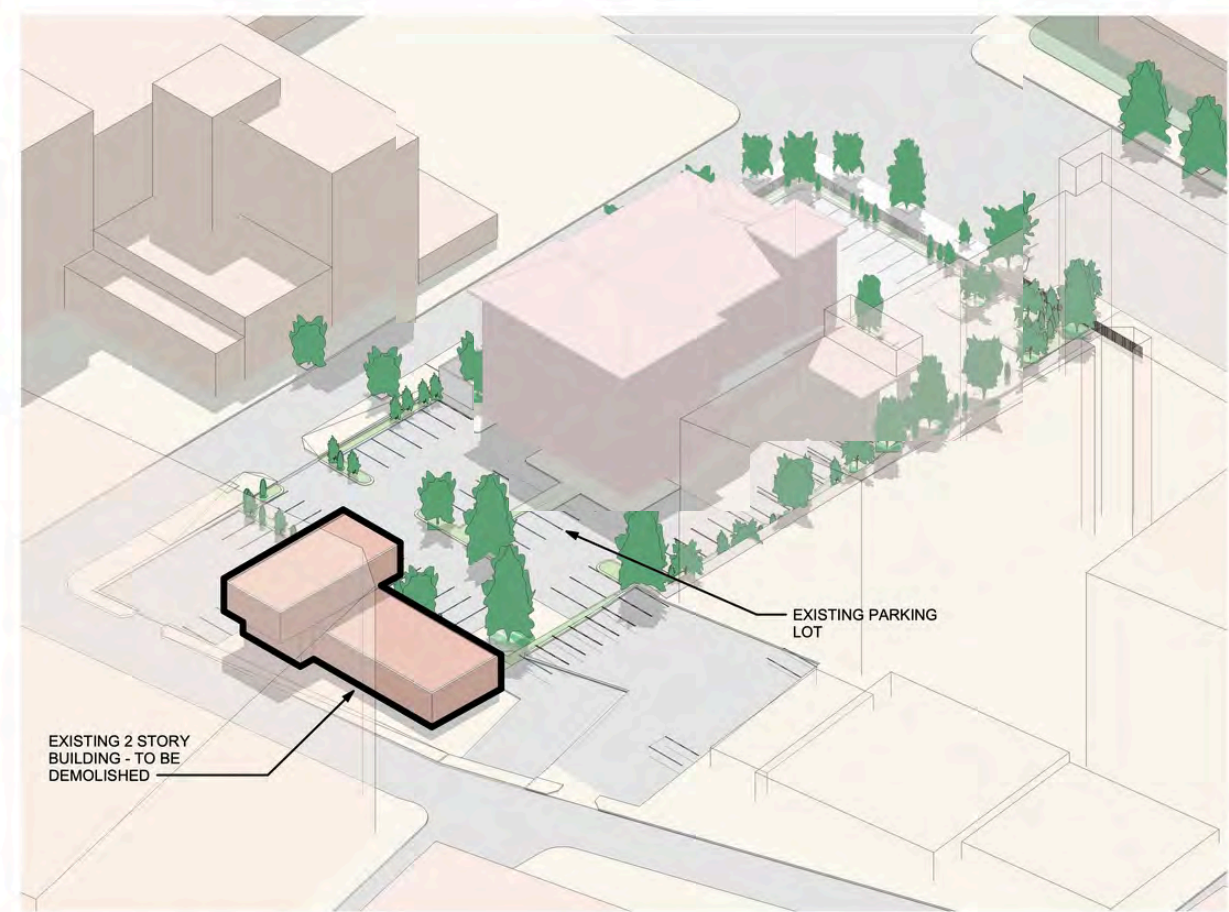 EXISTING PARKING
LOT
EXISTING 2 STORY
BUILDING - TO BE
DEMOLISHED